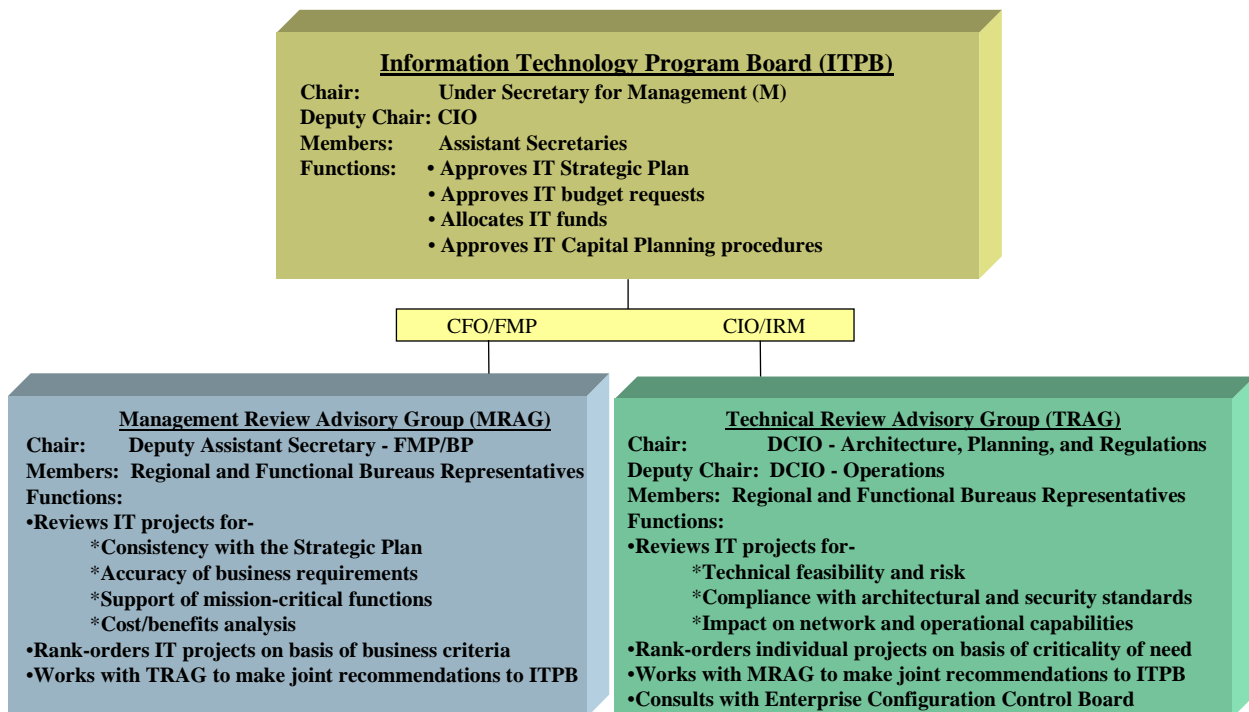 Information Technology Program Board (ITPB)
Chair: Under Secretary for Management (M)
Deputy Chair: CIO
Members: Assistant Secretaries
Functions: • Approves IT Strategic Plan
• Approves IT budget requests
• Allocates IT funds
• Approves IT Capital Planning procedures
CFO/FMP CIO/IRM
Management Review Advisory Group (MRAG)
Chair: Deputy Assistant Secretary - FMP/BP
Members: Regional and Functional Bureaus Representatives
Functions:
•Reviews IT projects for-
*Consistency with the Strategic Plan
*Accuracy of business requirements
*Support of mission-critical functions
*Cost/benefits analysis
•Rank-orders IT projects on basis of business criteria
•Works with TRAG to make joint recommendations to ITPB
Technical Review Advisory Group (TRAG)
Chair: DCIO - Architecture, Planning, and Regulations
Deputy Chair: DCIO - Operations
Members: Regional and Functional Bureaus Representatives
Functions:
•Reviews IT projects for-
*Technical feasibility and risk
*Compliance with architectural and security standards
*Impact on network and operational capabilities
•Rank-orders individual projects on basis of criticality of need
•Works with MRAG to make joint recommendations to ITPB
•Consults with Enterprise Configuration Control Board